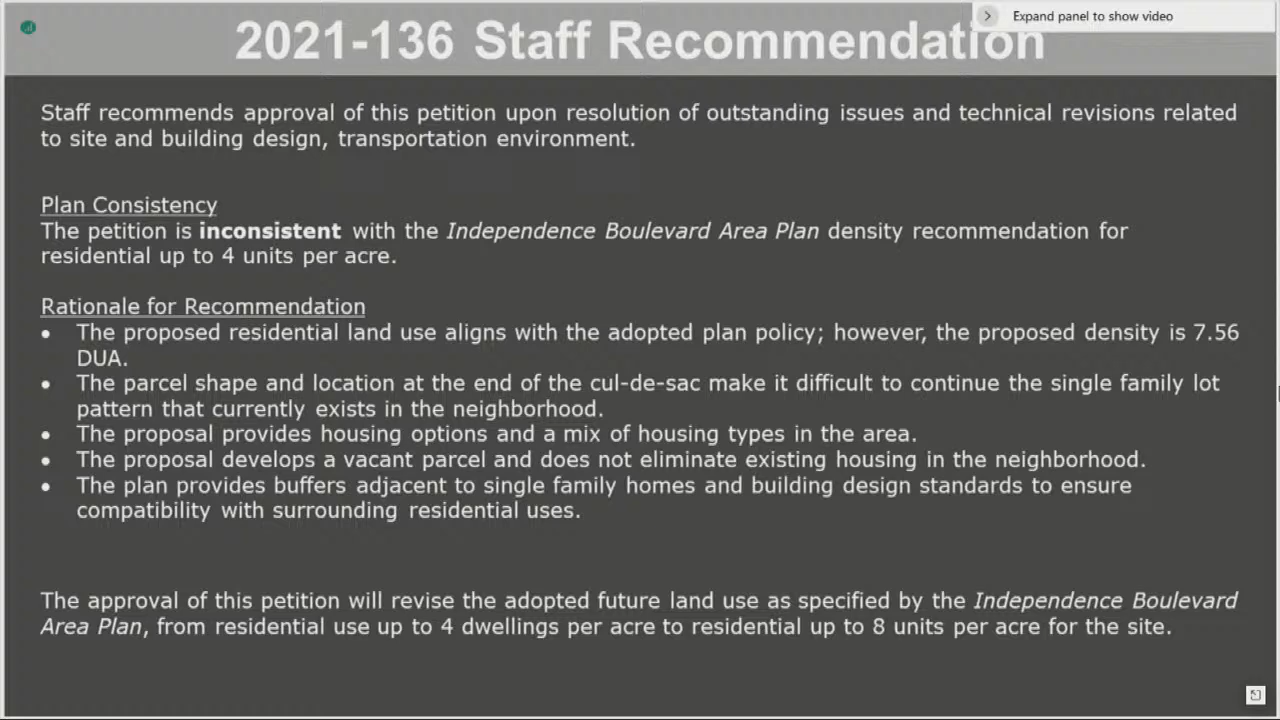 2021-136 Staff Recommendation
Expand panel to show video
Staff recommends approval of this petition upon resolution of outstanding issues and technical revisions related
to site and building design, transportation environment.
Plan Consistency
The petition is inconsistent with the Independence Boulevard Area Plan density recommendation for
residential up to 4 units per acre.
Rationale for Recommendation
• The proposed residential land use aligns with the adopted plan policy; however, the proposed density is 7.56
DUA.
• The parcel shape and location at the end of the cul-de-sac make it difficult to continue the single family lot
pattern that currently exists in the neighborhood.
• The proposal provides housing options and a mix of housing types in the area.
• The proposal develops a vacant parcel and does not eliminate existing housing in the neighborhood.
• The plan provides buffers adjacent to single family homes and building design standards to ensure
compatibility with surrounding residential uses.
The approval of this petition will revise the adopted future land use as specified by the Independence Boulevard
Area Plan, from residential use up to 4 dwellings per acre to residential up to 8 units per acre for the site.